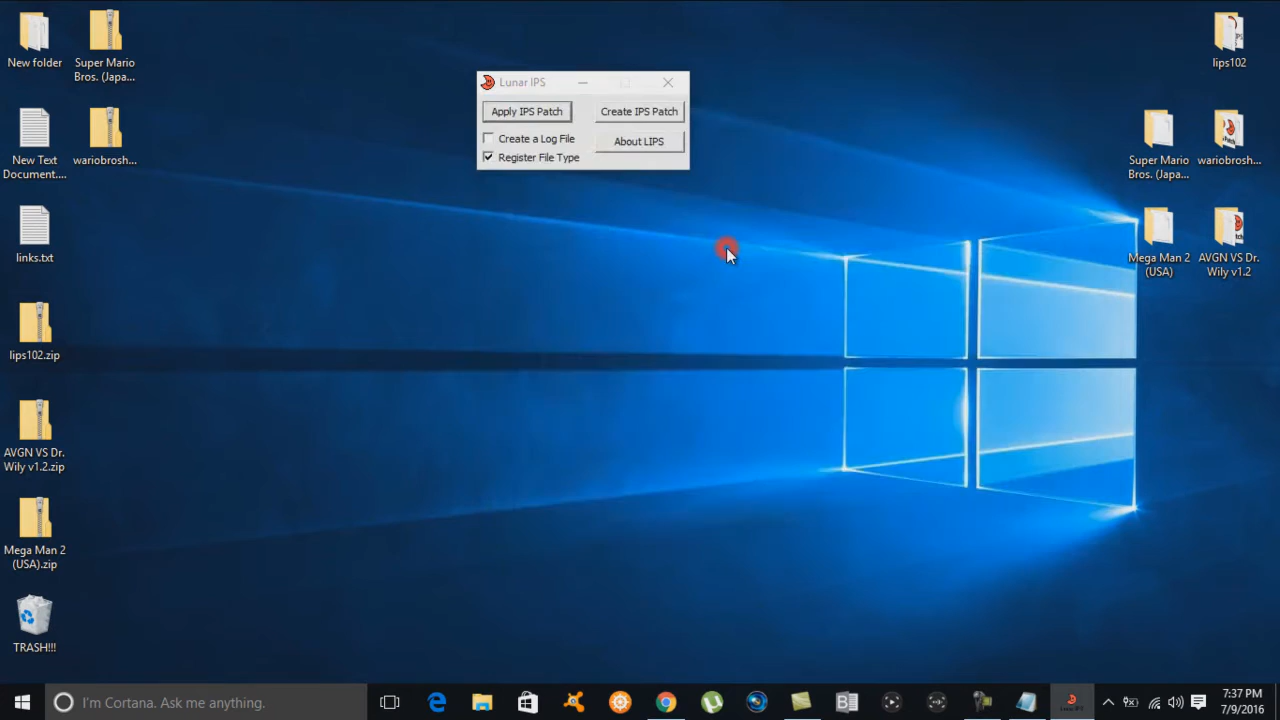 New folder
Super Mario
Bros. (Japa...
New Text
Document....
wariobrosh...
links.txt
lips102.zip
AVGN VS Dr.
Wily v1.2.zip
Mega Man 2
(USA).zip
TRASH!!!
Lunar IPS
Apply IPS Patch
Create IPS Patch
Create a Log File
About LIPS
Register File Type
lips102
Super Mario
Bros. (Japa...
wariobrosh...
Mega Man 2
(USA)
AVGN VS Dr.
Wily v1.2
I'm Cortana. Ask me anything.
Lunar IPS
7:37 PM
7/9/2016